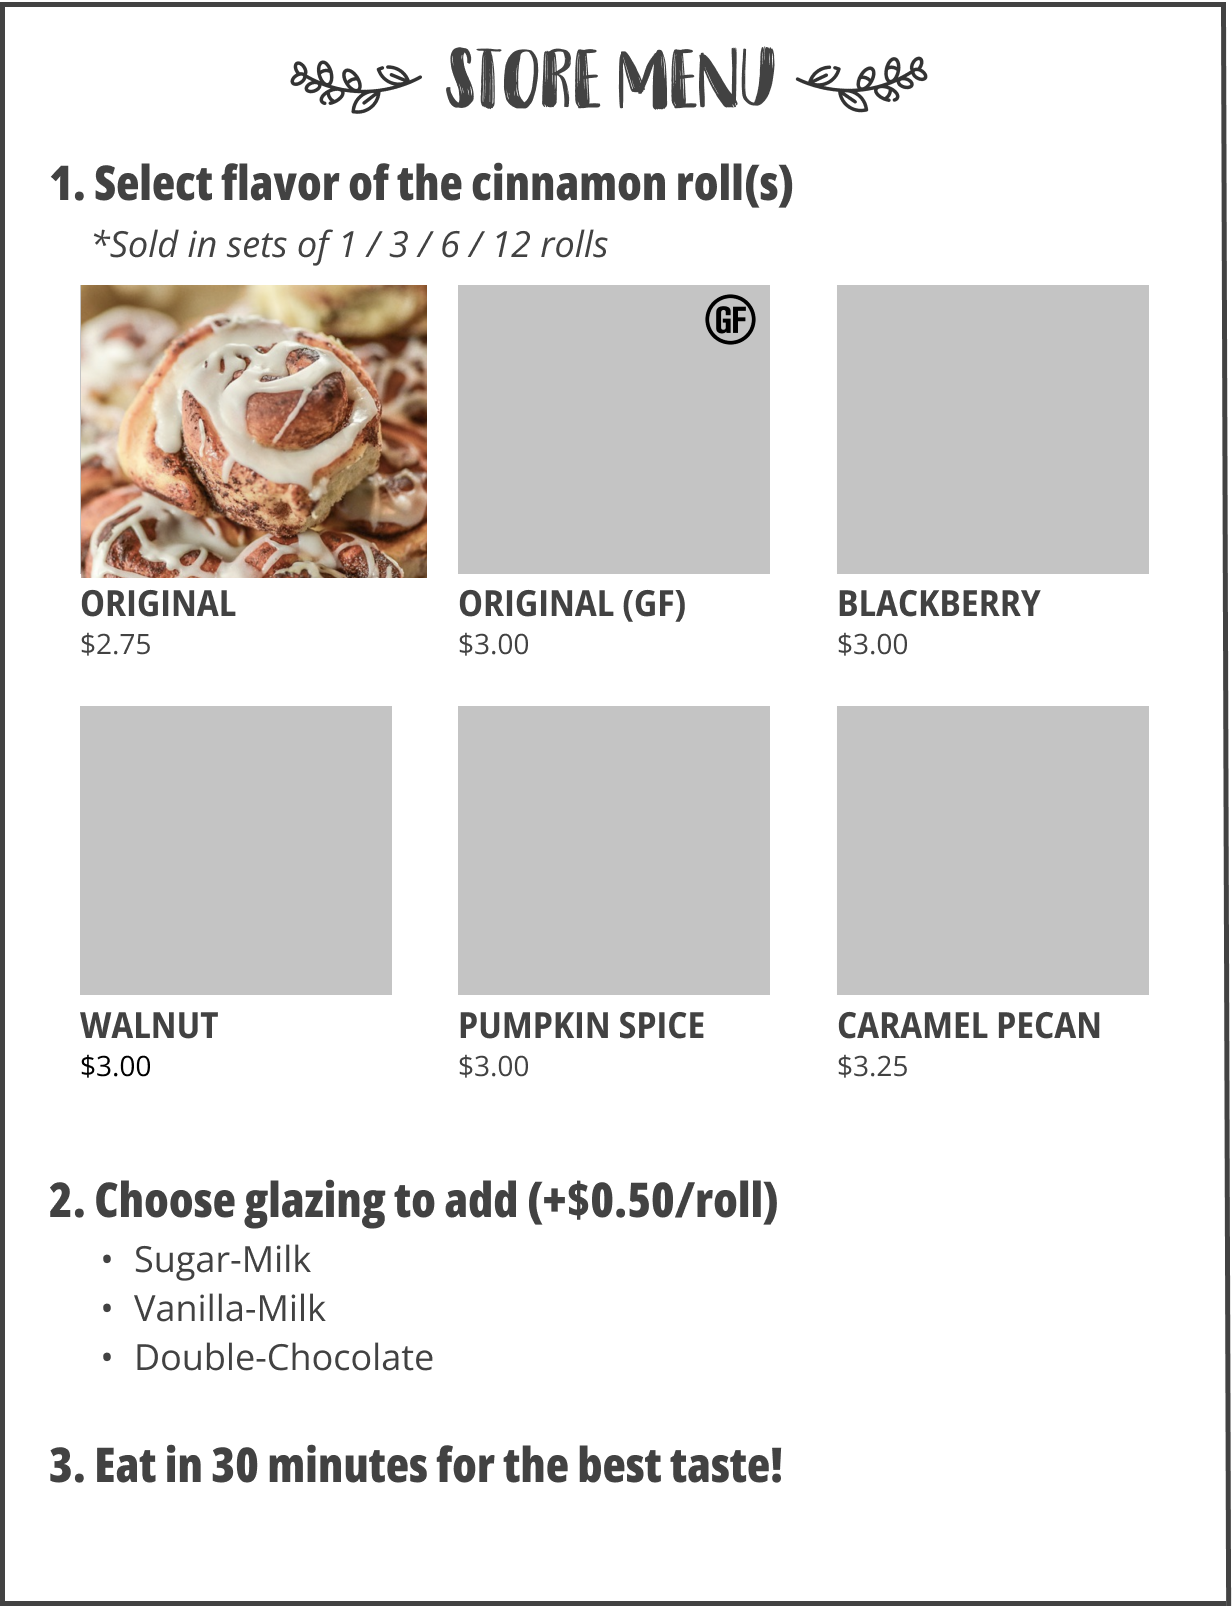 STORE MENU
1. Select flavor of the cinnamon roll(s)
*Sold in sets of 1 / 3 / 6 / 12 rolls
GF
ORIGINAL
$2.75
ORIGINAL (GF)
$3.00
BLACKBERRY
$3.00
WALNUT
$3.00
PUMPKIN SPICE
$3.00
CARAMEL PECAN
$3.25
2. Choose glazing to add (+$0.50/roll)
• Sugar-Milk
• Vanilla-Milk
• Double-Chocolate
3. Eat in 30 minutes for the best taste!